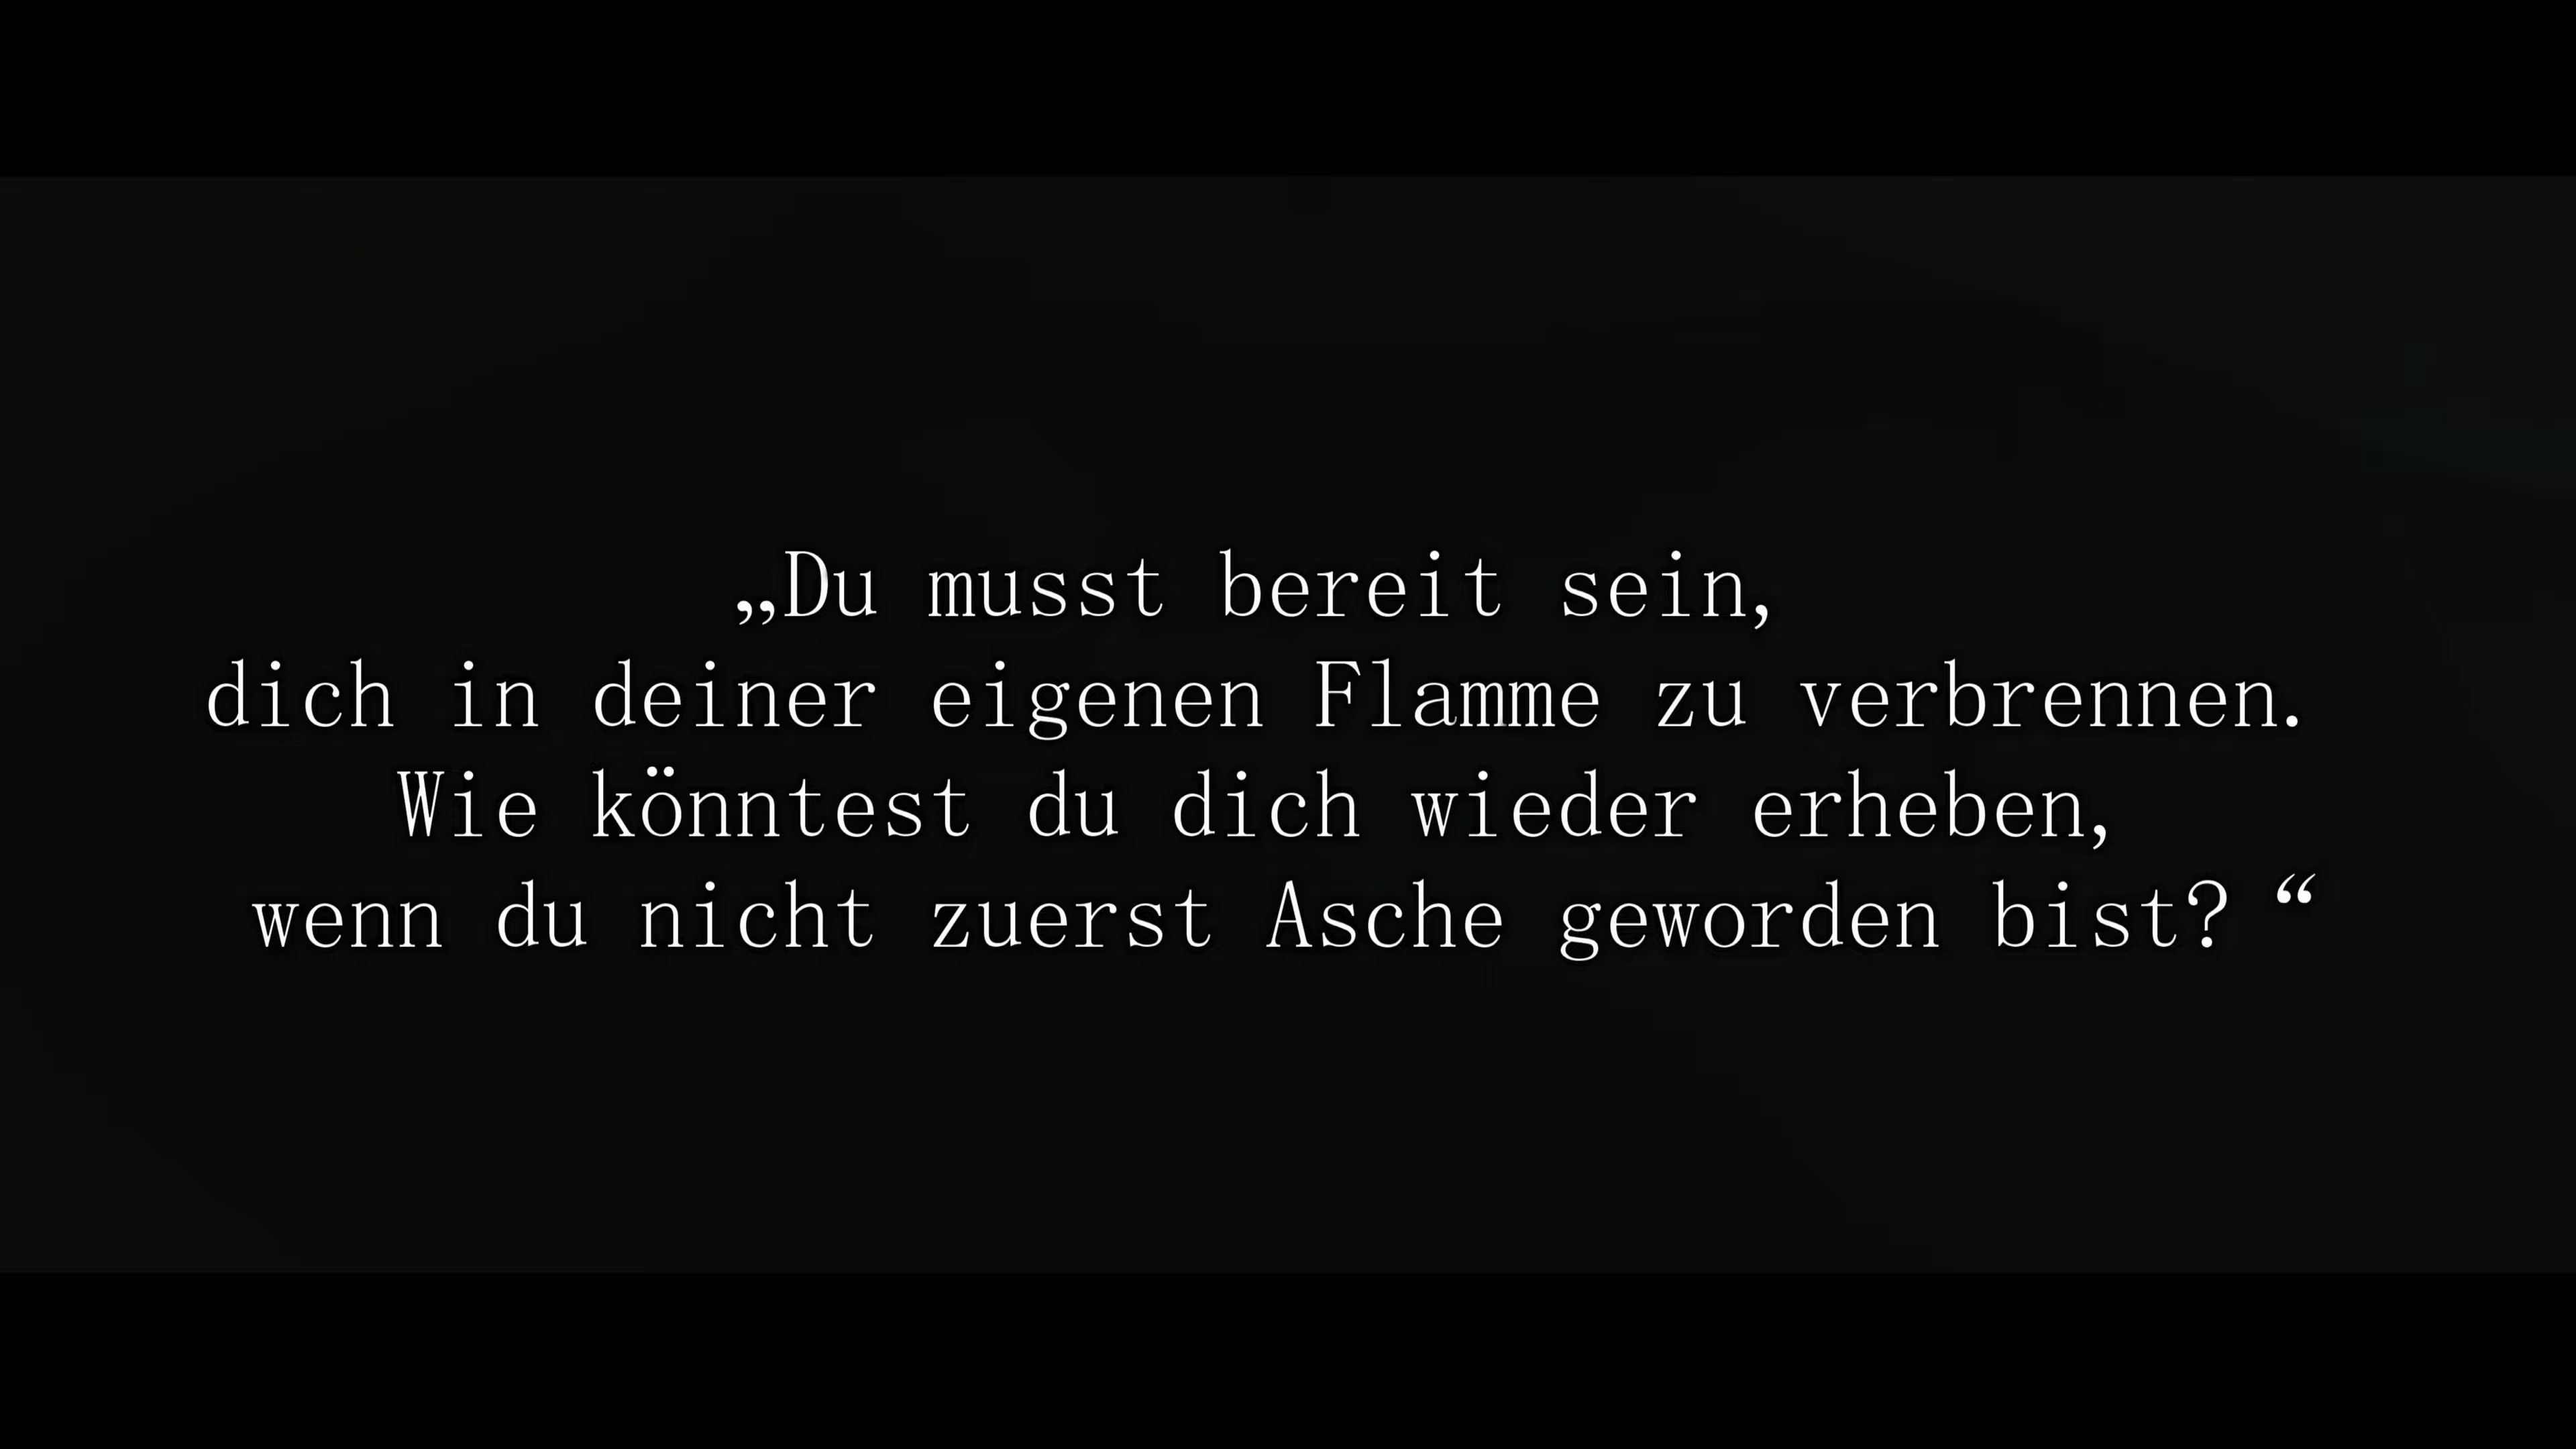 „Du musst bereit sein,
dich in deiner eigenen Flamme zu verbrennen.
Wie könntest du dich wieder erheben,
wenn du nicht zuerst Asche geworden bist? “